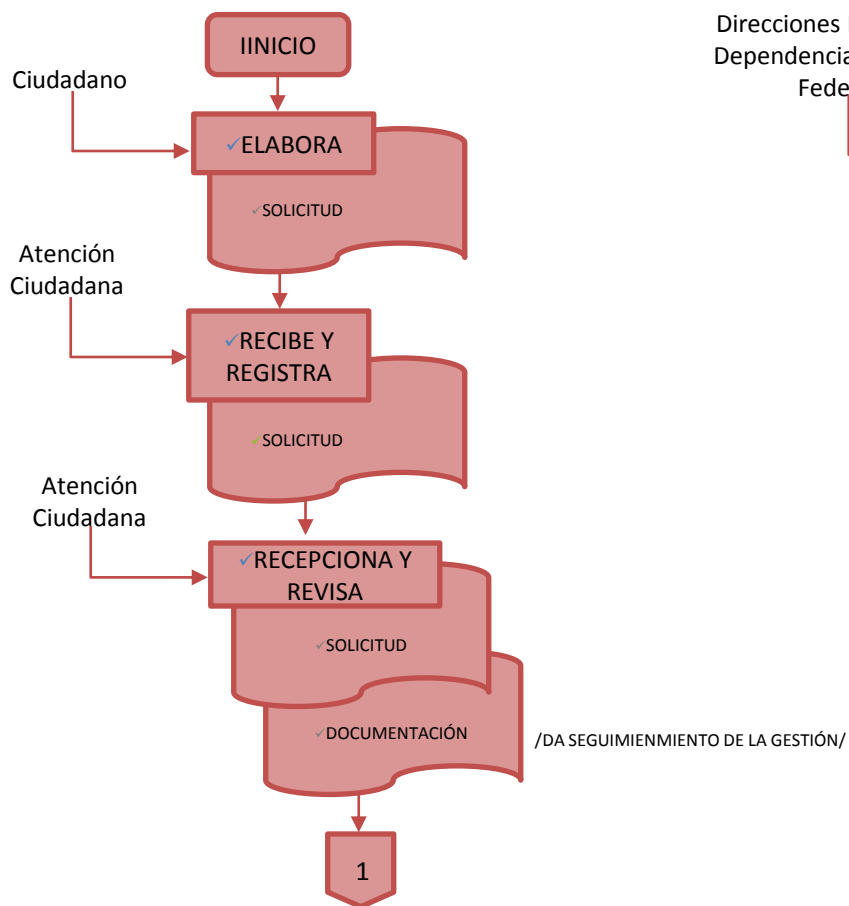 IINICIO
Ciudadano
✓ELABORA
✓SOLICITUD
Atención
Ciudadana
✓RECIBE Y
REGISTRA
✓SOLICITUD
Atención
Ciudadana
✓RECEPCIONA Y
REVISA
✓SOLICITUD
✓DOCUMENTACIÓN
/DA SEGUIMIENMIENTO DE LA GESTIÓN/
1
Direcciones
Dependencia
Fede